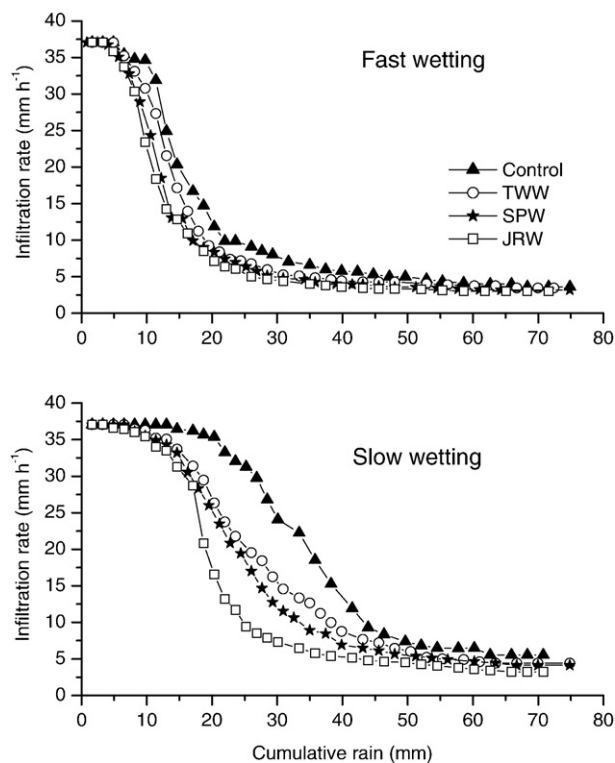 Fast wetting
Infiltration rate (mm h⁻¹)
40
35
30
25
20
15
10
5
0
Control
TWW
SPW
JRW
0 10 20 30 40 50 60 70 80
Slow wetting
Infiltration rate (mm h⁻¹)
40
35
30
25
20
15
10
5
0
0 10 20 30 40 50 60 70 80
Cumulative rain (mm)